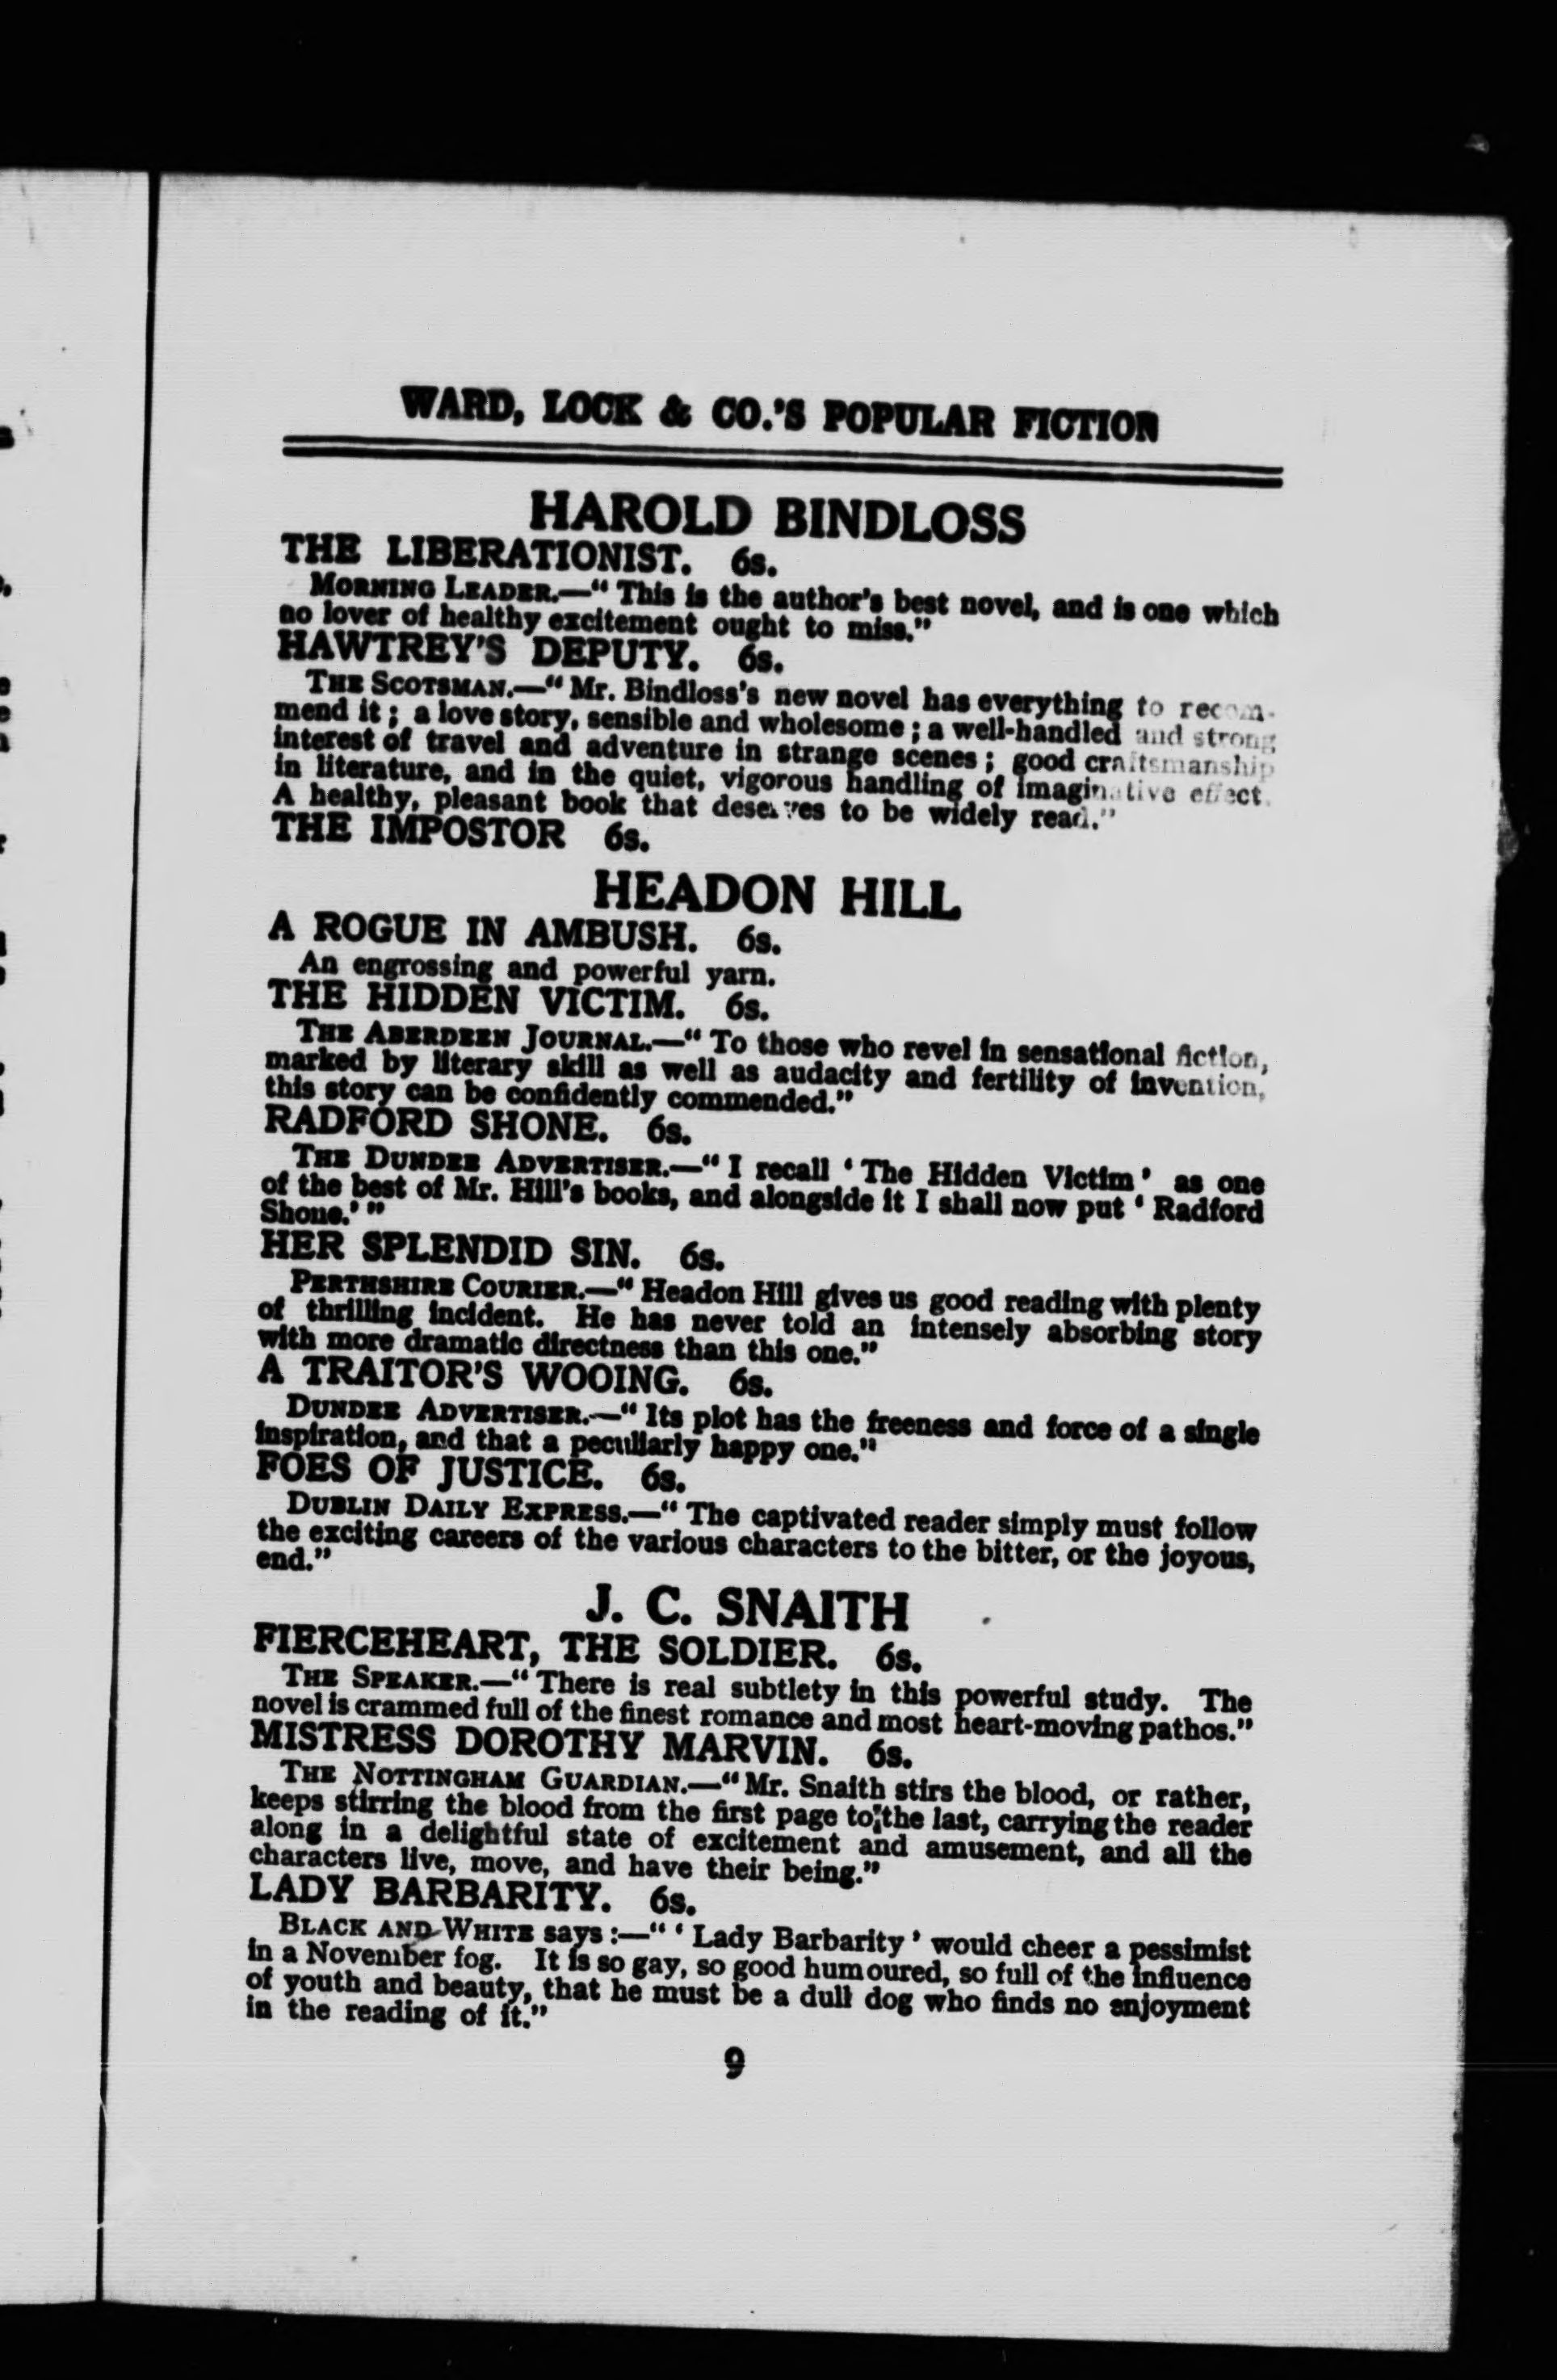 WARD, LOCK & CO.'S POPULAR FICTION
HAROLD BINDLOSS
THE LIBERATIONIST. 6s.
MORNING LEADER.—“ This is the author's best novel, and is one which
no lover of healthy excitement ought to miss.”
HAWTREY'S DEPUTY. 6s.
THE SCOTSMAN.—“ Mr. Bindloss's new novel has everything to recom-
mend it ; a love story, sensible and wholesome ; a well-handled and strong
interest of travel and adventure in strange scenes ; good craftsmanship
in literature, and in the quiet, vigorous handling of imaginative effect.
A healthy, pleasant book that deserves to be widely read.”
THE IMPOSTOR 6s.
HEADON HILL
A ROGUE IN AMBUSH. 6s.
An engrossing and powerful yarn.
THE HIDDEN VICTIM. 6s.
THE ABERDEEN JOURNAL.—“ To those who revel in sensational fiction,
marked by literary skill as well as audacity and fertility of invention,
this story can be confidently commended.”
RADFORD SHONE. 6s.
THE DUNDEE ADVERTISER.—“ I recall ‘ The Hidden Victim ’ as one
of the best of Mr. Hill's books, and alongside it I shall now put ‘ Radford
Shone.’ ”
HER SPLENDID SIN. 6s.
PERTHSHIRE COURIER.—“ Headon Hill gives us good reading with plenty
of thrilling incident. He has never told an intensely absorbing story
with more dramatic directness than this one.”
A TRAITOR'S WOOING. 6s.
DUNDEE ADVERTISER.—“ Its plot has the freeness and force of a single
inspiration, and that a peculiarly happy one.”
FOES OF JUSTICE. 6s.
DUBLIN DAILY EXPRESS.—“ The captivated reader simply must follow
the exciting careers of the various characters to the bitter, or the joyous,
end.”
J. C. SNAITH
FIERCEHEART, THE SOLDIER. 6s.
THE SPEAKER.—“ There is real subtlety in this powerful study. The
novel is crammed full of the finest romance and most heart-moving pathos.”
MISTRESS DOROTHY MARVIN. 6s.
THE NOTTINGHAM GUARDIAN.—“ Mr. Snaith stirs the blood, or rather,
keeps stirring the blood from the first page to the last, carrying the reader
along in a delightful state of excitement and amusement, and all the
characters live, move, and have their being.”
LADY BARBARITY. 6s.
BLACK AND WHITE says :—“ ‘ Lady Barbarity ’ would cheer a pessimist
in a November fog. It is so gay, so good humoured, so full of the influence
of youth and beauty, that he must be a dull dog who finds no enjoyment
in the reading of it.”
9